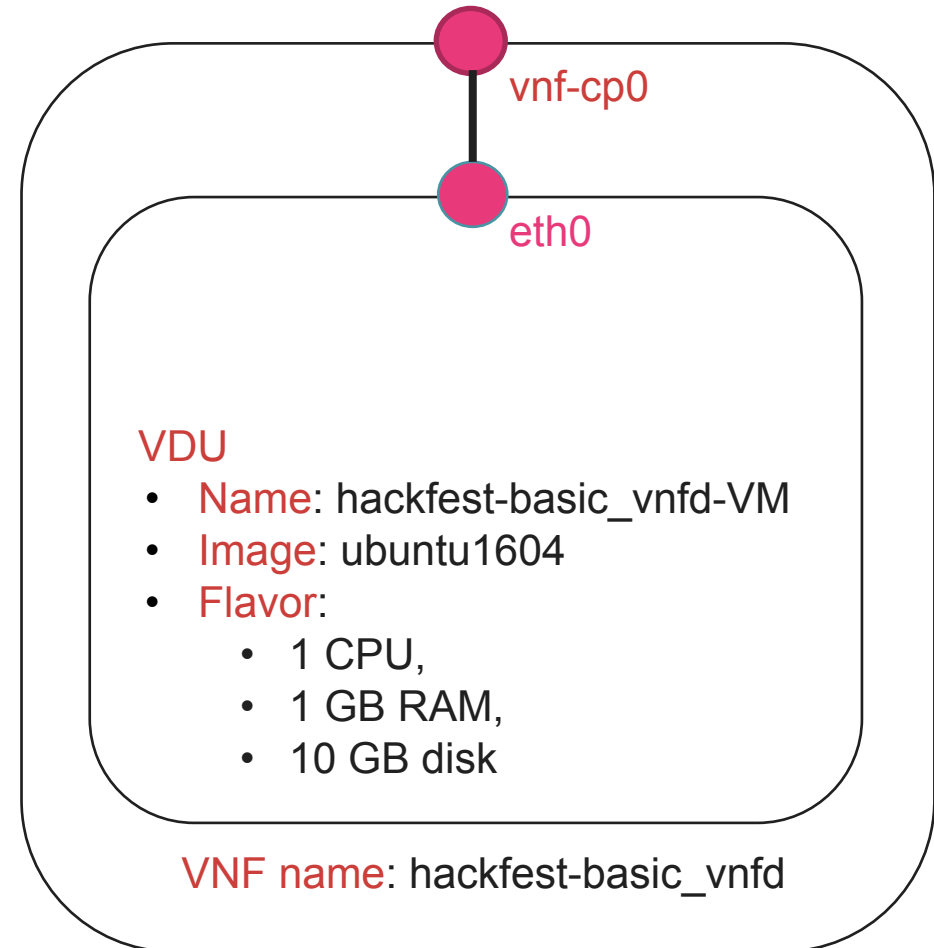 vnf-cp0
eth0
VDU
• Name: hackfest-basic_vnfd-VM
• Image: ubuntu1604
• Flavor:
• 1 CPU,
• 1 GB RAM,
• 10 GB disk
VNF name: hackfest-basic_vnfd